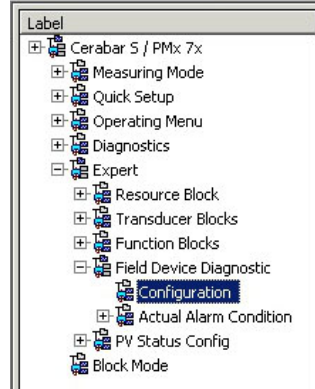 Label
Cerabar S / PMx 7x
Measuring Mode
Quick Setup
Operating Menu
Diagnostics
Expert
Resource Block
Transducer Blocks
Function Blocks
Field Device Diagnostic
Configuration
Actual Alarm Condition
PV Status Config
Block Mode